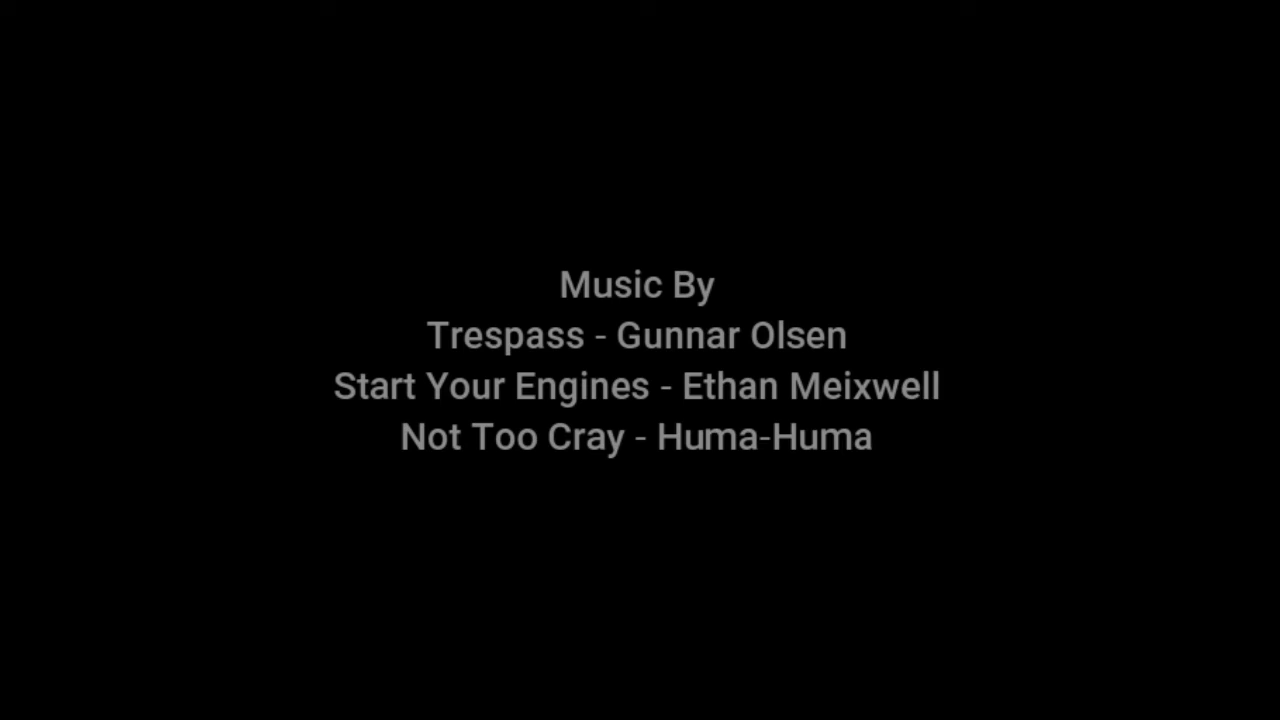 Music By
Trespass - Gunnar Olsen
Start Your Engines - Ethan Meixwell
Not Too Cray - Huma-Huma